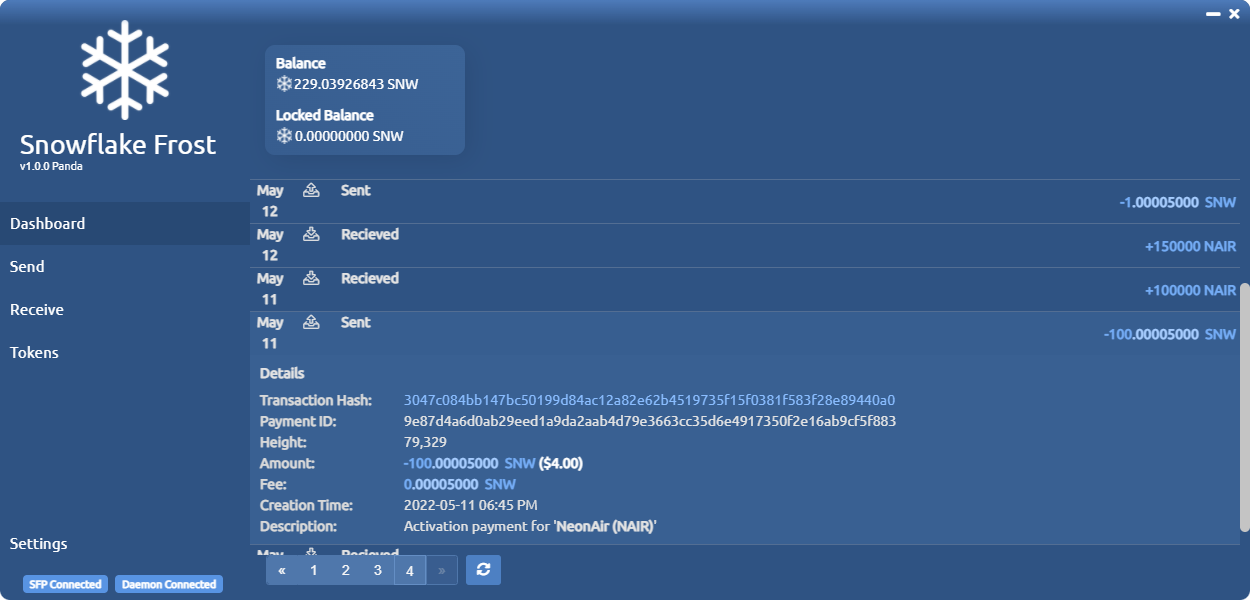 Snowflake Frost
v1.0.0 Panda
Dashboard
Send
Receive
Tokens
Settings
SFP Connected Daemon Connected
Balance
229.03926843 SNW
Locked Balance
0.00000000 SNW
May 12 Sent -1.00005000 SNW
May 12 Recieved +150000 NAIR
May 11 Recieved +100000 NAIR
May 11 Sent -100.00005000 SNW
Details
Transaction Hash: 3047c084bb147bc50199d84ac12a82e62b4519735f15f0381f583f28e89440a0
Payment ID: 9e87d4a6d0ab29eed1a9da2aab4d79e3663cc35d6e4917350f2e16ab9cf5f883
Height: 79,329
Amount: -100.00005000 SNW ($4.00)
Fee: 0.00005000 SNW
Creation Time: 2022-05-11 06:45 PM
Description: Activation payment for 'NeonAir (NAIR)'
May Recieved
« 1 2 3 4 »